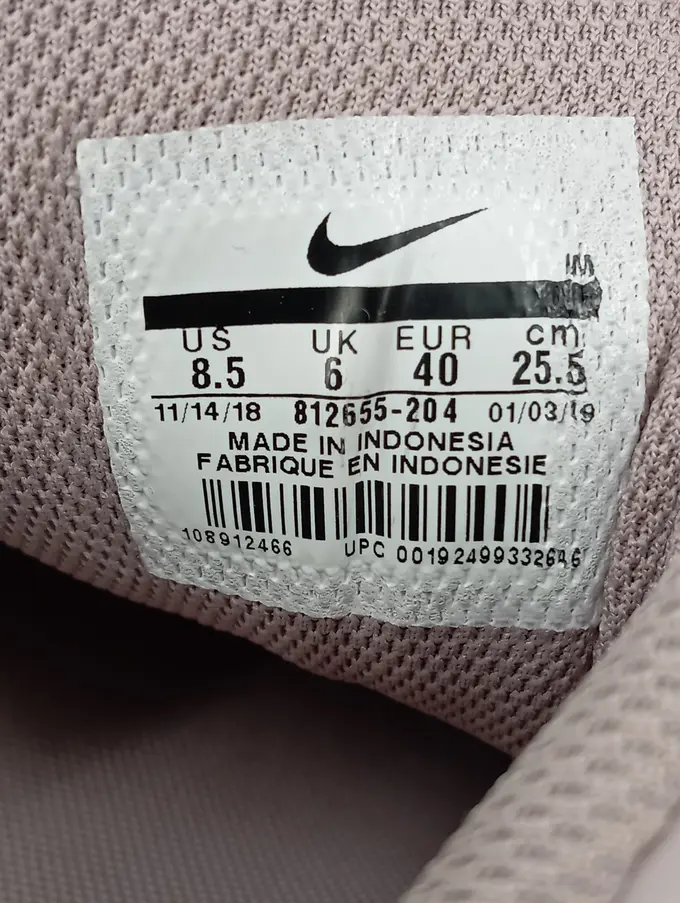 IM
US UK EUR cm
8.5 6 40 25.5
11/14/18 812655-204 01/03/19
MADE IN INDONESIA
FABRIQUE EN INDONESIE
108912466 UPC 00192499332646